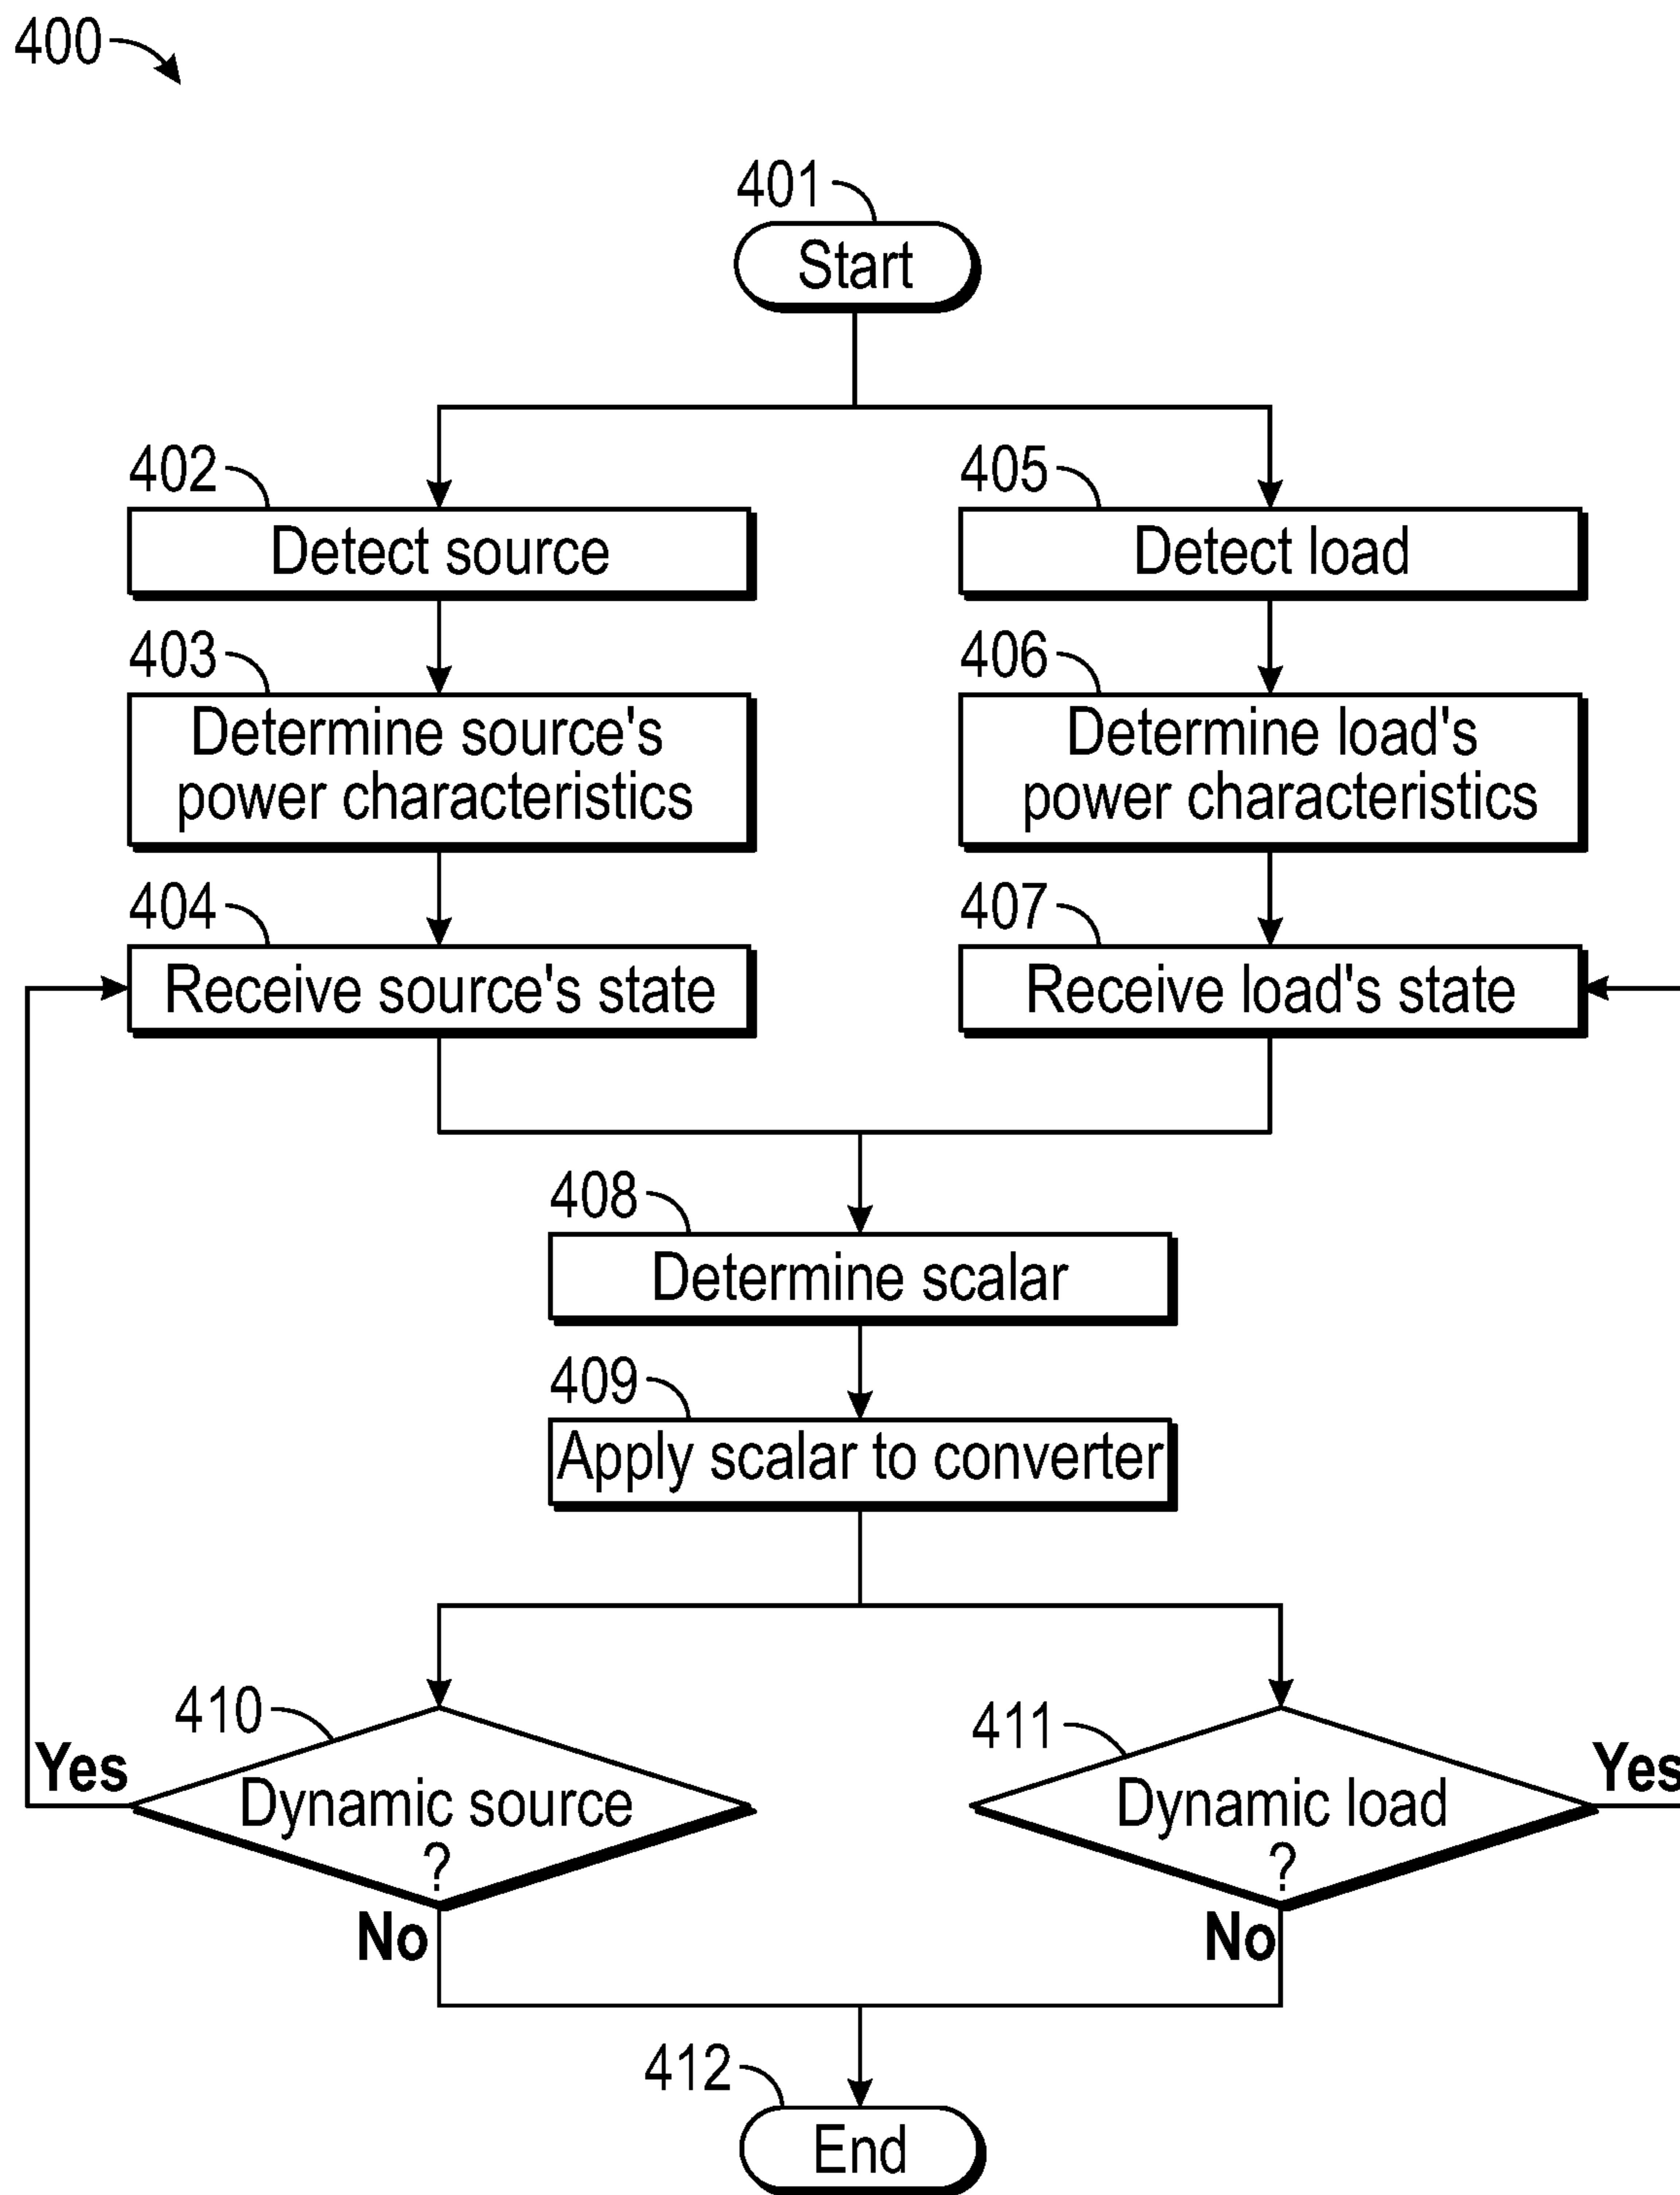 400
401
Start
402
405
Detect source
Detect load
403
406
Determine source's
power characteristics
Determine load's
power characteristics
404
407
Receive source's state
Receive load's state
408
Determine scalar
409
Apply scalar to converter
410
411
Yes
Dynamic source
?
Dynamic load
?
Yes
No
No
412
End